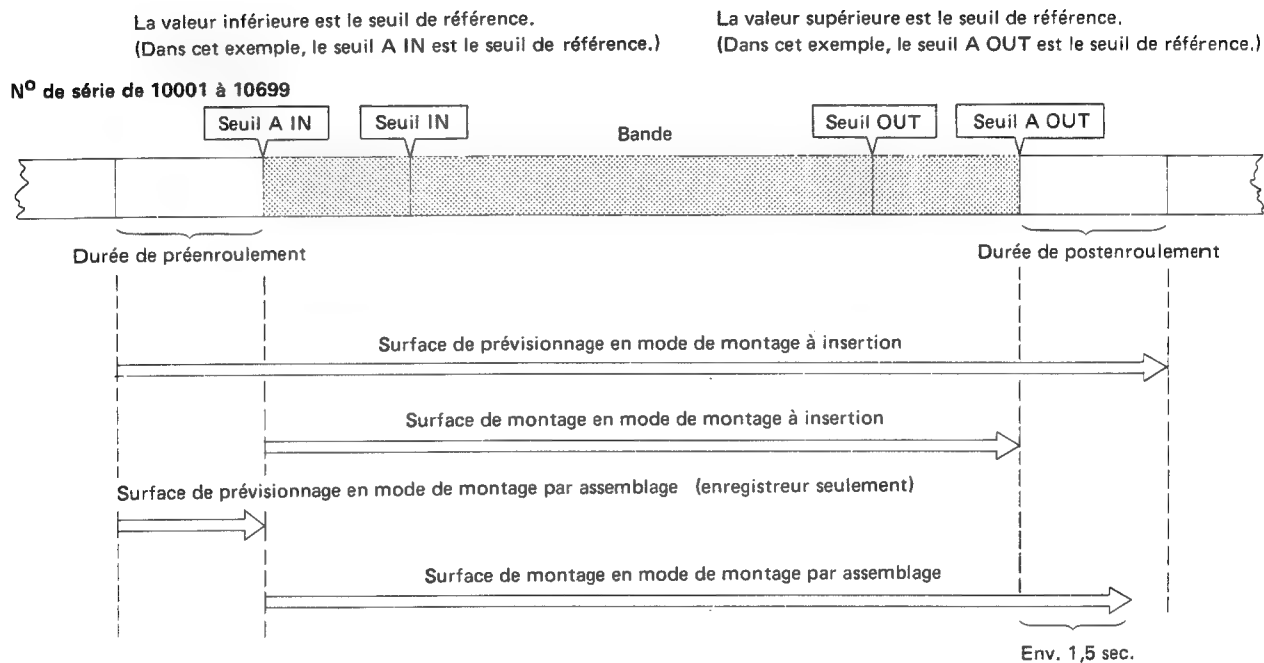 La valeur inférieure est le seuil de référence.
(Dans cet exemple, le seuil A IN est le seuil de référence.)
La valeur supérieure est le seuil de référence.
(Dans cet exemple, le seuil A OUT est le seuil de référence.)
Nº de série de 10001 à 10699
Seuil A IN
Seuil IN
Bande
Seuil OUT
Seuil A OUT
Durée de préenroulement
Durée de postenroulement
Surface de prévisionnage en mode de montage à insertion
Surface de montage en mode de montage à insertion
Surface de prévisionnage en mode de montage par assemblage (enregistreur seulement)
Surface de montage en mode de montage par assemblage
Env. 1,5 sec.